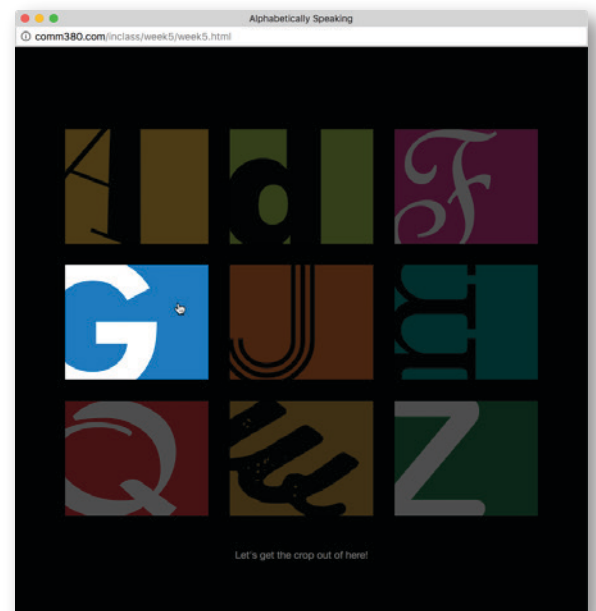 Alphabetically Speaking
comm380.com/inclass/week5/week5.html
A d F
G J m
Q Z
Let's get the crop out of here!